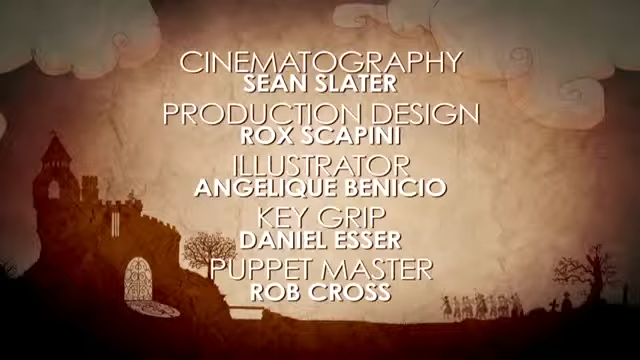 CINEMATOGRAPHY
SEAN SLATER
PRODUCTION DESIGN
ROX SCAPINI
ILLUSTRATOR
ANGELIQUE BENICIO
KEY GRIP
DANIEL ESSER
PUPPET MASTER
ROB CROSS